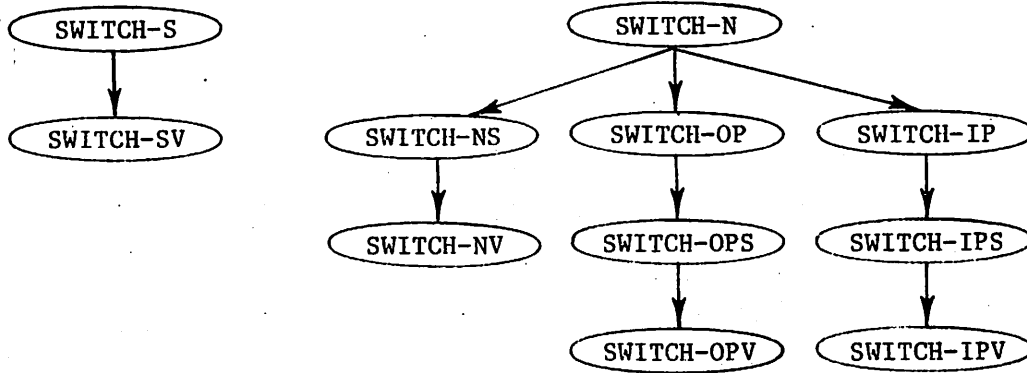 SWITCH-S
SWITCH-N
SWITCH-SV
SWITCH-NS
SWITCH-OP
SWITCH-IP
SWITCH-NV
SWITCH-OPS
SWITCH-IPS
SWITCH-OPV
SWITCH-IPV